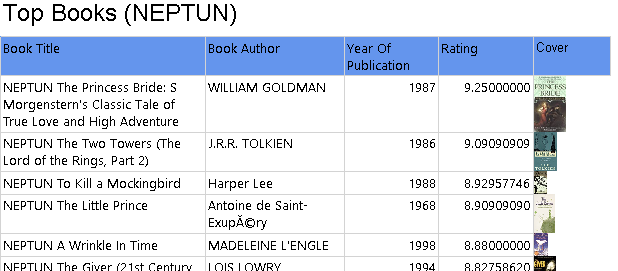 Top Books (NEPTUN)
Book Title Book Author Year Of Publication Rating Cover
NEPTUN The Princess Bride: S WILLIAM GOLDMAN 1987 9.25000000
Morgenstern's Classic Tale of
True Love and High Adventure
PRINCESS
BRIDE
NEPTUN The Two Towers (The J.R.R. TOLKIEN 1986 9.09090909
Lord of the Rings, Part 2)
NEPTUN To Kill a Mockingbird Harper Lee 1988 8.92957746
NEPTUN The Little Prince Antoine de Saint- 1968 8.90909090
ExupÃ©ry
NEPTUN A Wrinkle In Time MADELEINE L'ENGLE 1998 8.88000000
NEPTUN The Giver (21st Century LOIS LOWRY 1994 8.82758620